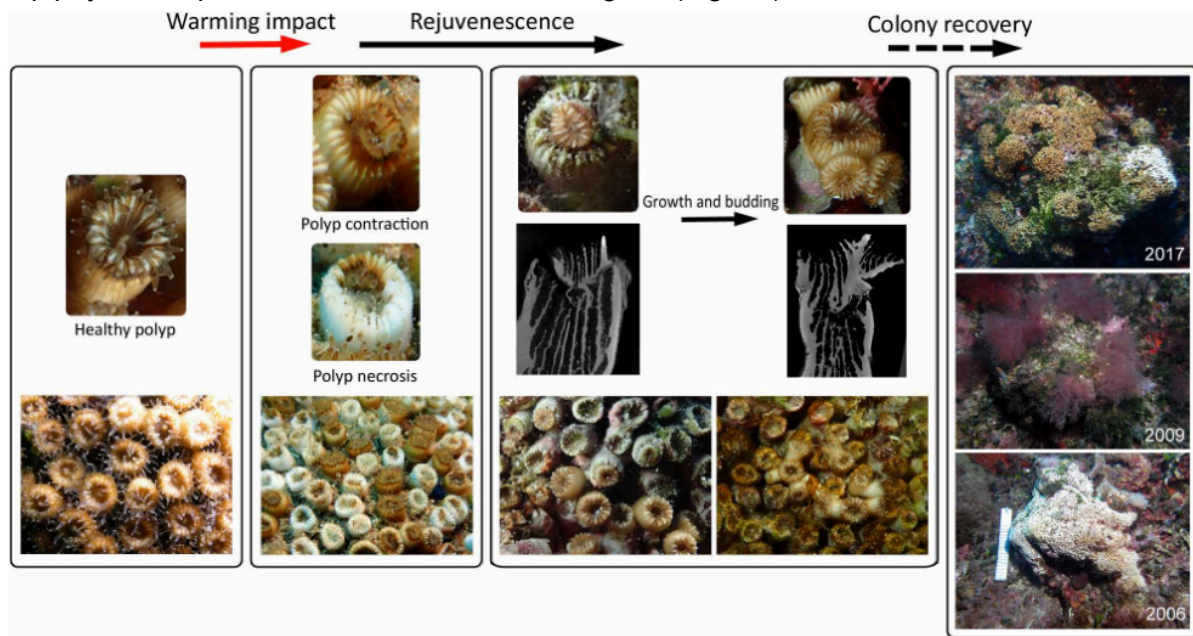 Warming impact
Rejuvenescence
Colony recovery
Healthy polyp
Polyp contraction
Polyp necrosis
Growth and budding
2017
2009
2006